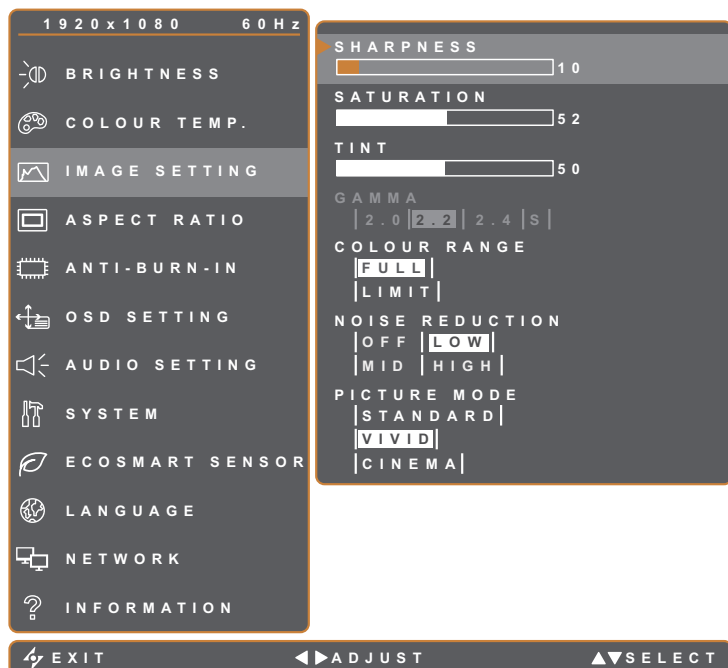 1920x1080 60Hz
BRIGHTNESS
COLOUR TEMP.
IMAGE SETTING
ASPECT RATIO
ANTI-BURN-IN
OSD SETTING
AUDIO SETTING
SYSTEM
ECOSMART SENSOR
LANGUAGE
NETWORK
INFORMATION
SHARPNESS
10
SATURATION
52
TINT
50
GAMMA
2.0 2.2 2.4 S
COLOUR RANGE
FULL
LIMIT
NOISE REDUCTION
OFF LOW
MID HIGH
PICTURE MODE
STANDARD
VIVID
CINEMA
EXIT ADJUST SELECT